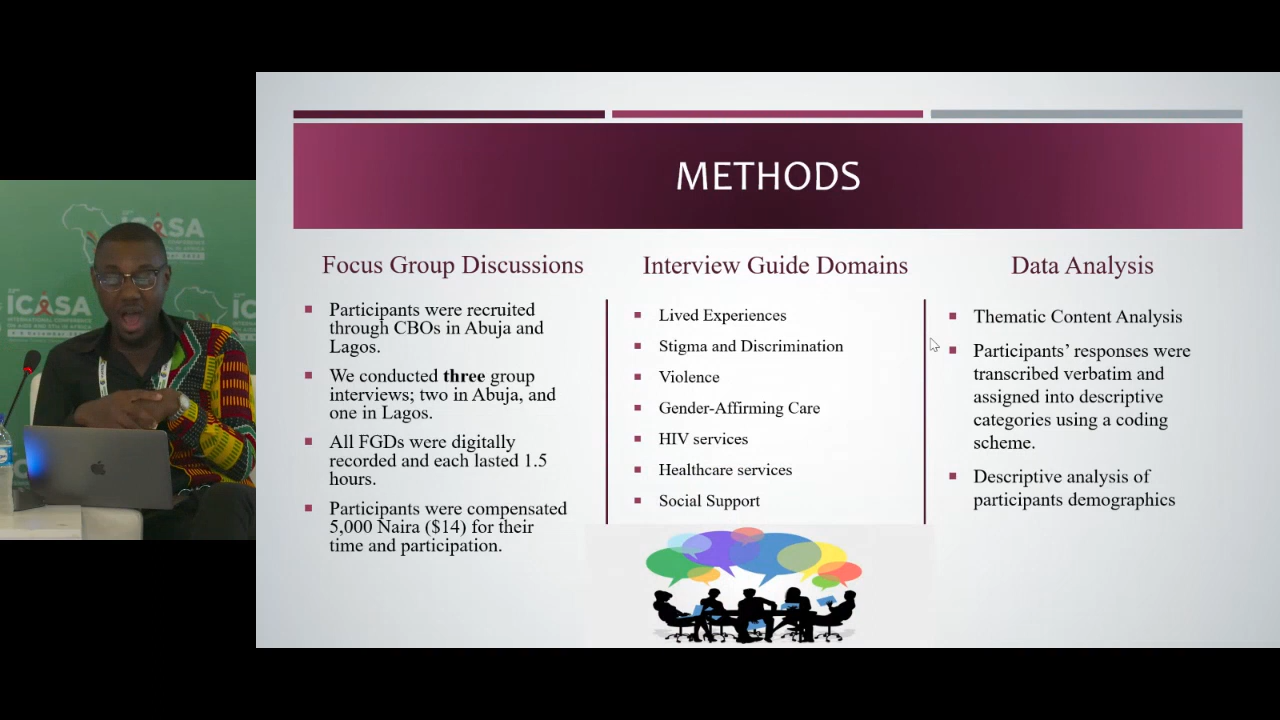 METHODS
Focus Group Discussions
Participants were recruited
through CBOs in Abuja and
Lagos.
We conducted three group
interviews; two in Abuja, and
one in Lagos.
All FGDs were digitally
recorded and each lasted 1.5
hours.
Participants were compensated
5,000 Naira ($14) for their
time and participation.
Interview Guide Domains
Lived Experiences
Stigma and Discrimination
Violence
Gender-Affirming Care
HIV services
Healthcare services
Social Support
Data Analysis
Thematic Content Analysis
Participants’ responses were
transcribed verbatim and
assigned into descriptive
categories using a coding
scheme.
Descriptive analysis of
participants demographics
ICASA
ICASA
INTERNATIONAL CONFERENCE